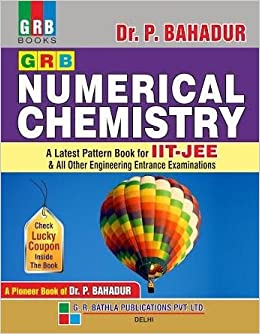 GRB
BOOKS
Dr. P. BAHADUR
GRB
NUMERICAL
CHEMISTRY
A Latest Pattern Book for IIT-JEE
& All Other Engineering Entrance Examinations
Check
Lucky
Coupon
Inside
The Book
A Pioneer Book of Dr. P. BAHADUR
G. R. BATHLA PUBLICATIONS PVT. LTD.
DELHI